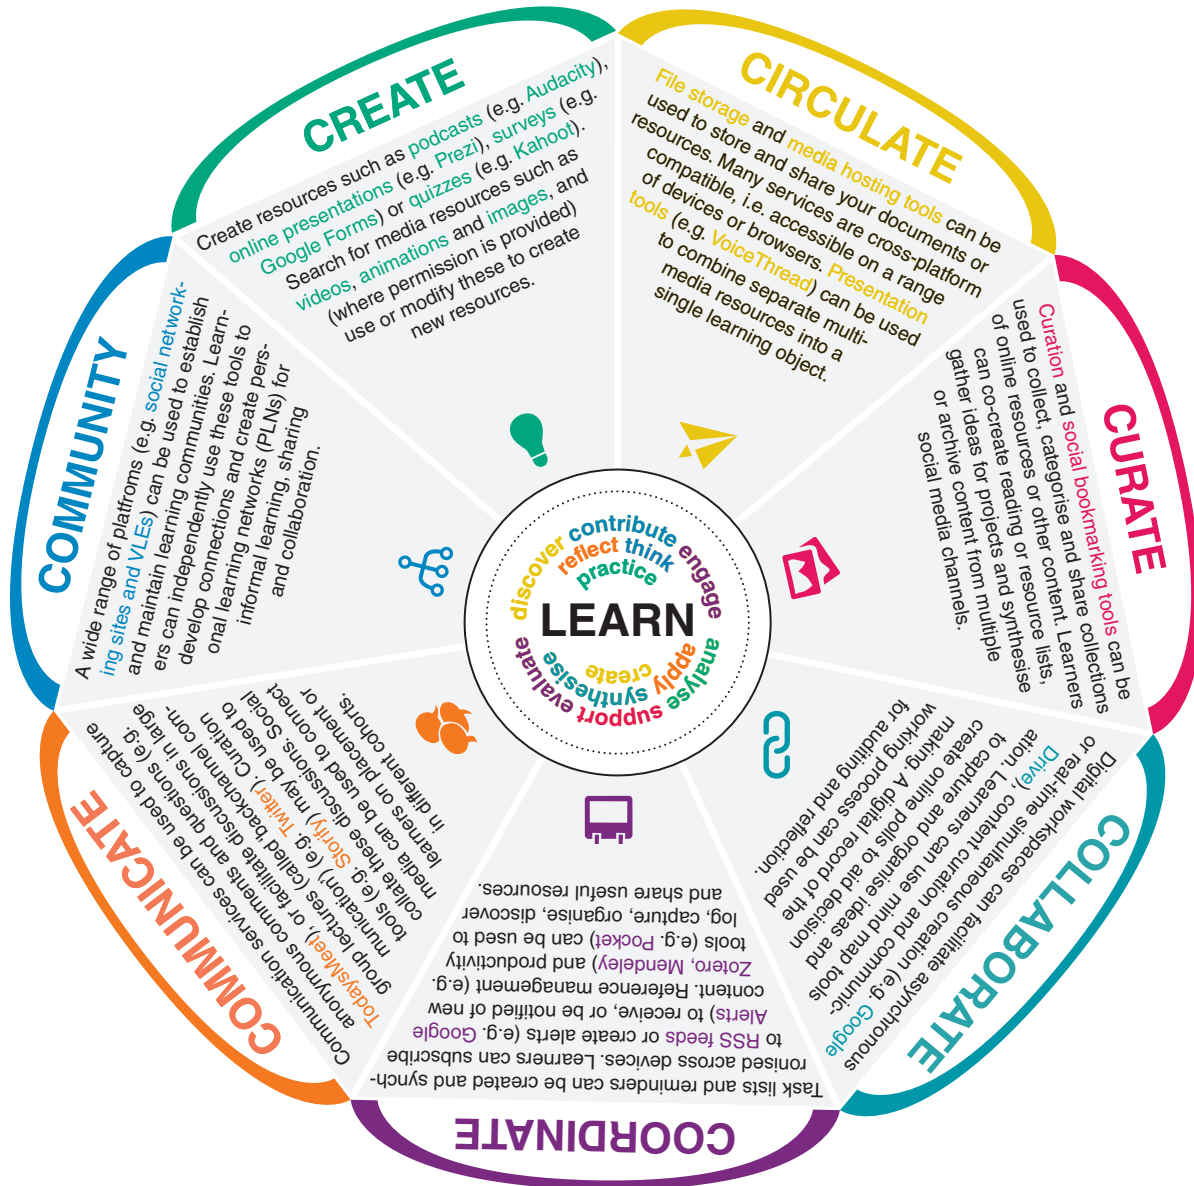 CREATE
Create resources such as podcasts (e.g. Audacity),
online presentations (e.g. Prezi), surveys (e.g.
Google Forms) or quizzes (e.g. Kahoot).
Search for media resources such as
videos, animations and images, and
(where permission is provided)
use or modify these to create
new resources.
CIRCULATE
File storage and media hosting tools can be
used to store and share your documents or
resources. Many services are cross-platform
compatible, i.e. accessible on a range
of devices or browsers. Presentation
tools (e.g. VoiceThread) can be used
to combine separate multi-
media resources into a
single learning object.
CURATE
Curation and social bookmarking tools can be
used to collect, categorise and share collections
of online resources or other content. Learners
can co-create reading or resource lists,
gather ideas for projects and synthesise
or archive content from multiple
social media channels.
COLLABORATE
Digital workspaces can facilitate asynchronous
or real-time simultaneous creation (e.g. Google
Drive), content curation and communic-
ation. Learners can use mind map tools
to capture and organise ideas and
create online polls to aid decision
making. A digital record of the
working process can be used
for auditing and reflection.
COORDINATE
Task lists and reminders can be created and synch-
ronised across devices. Learners can subscribe
to RSS feeds or create alerts (e.g. Google
Alerts) to receive, or be notified of new
content. Reference management (e.g.
Zotero, Mendeley) and productivity
tools (e.g. Pocket) can be used to
log, capture, organise, discover
and share useful resources.
COMMUNICATE
Communication services can be used to capture
anonymous comments and questions (e.g.
TodaysMeet, or facilitate discussions in large
group lectures (called 'backchannel com-
munication') (e.g. Twitter). Curation
tools (e.g. Storify) may be used to
collate these discussions. Social
media can be used to connect
learners on placement or
in different cohorts.
COMMUNITY
A wide range of platfroms (e.g. social network-
ing sites and VLEs) can be used to establish
and maintain learning communities. Learn-
ers can independently use these tools to
develop connections and create pers-
onal learning networks (PLNs) for
informal learning, sharing
and collaboration.
discover contribute engage
reflect think
practice
LEARN
analyse apply create
synthesise
support evaluate